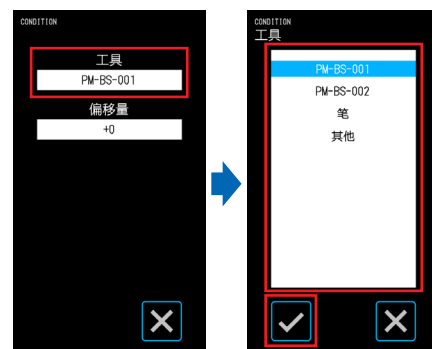 CONDITION
工具
PM-BS-001
偏移量
+0
CONDITION
工具
PM-BS-001
PM-BS-002
笔
其他